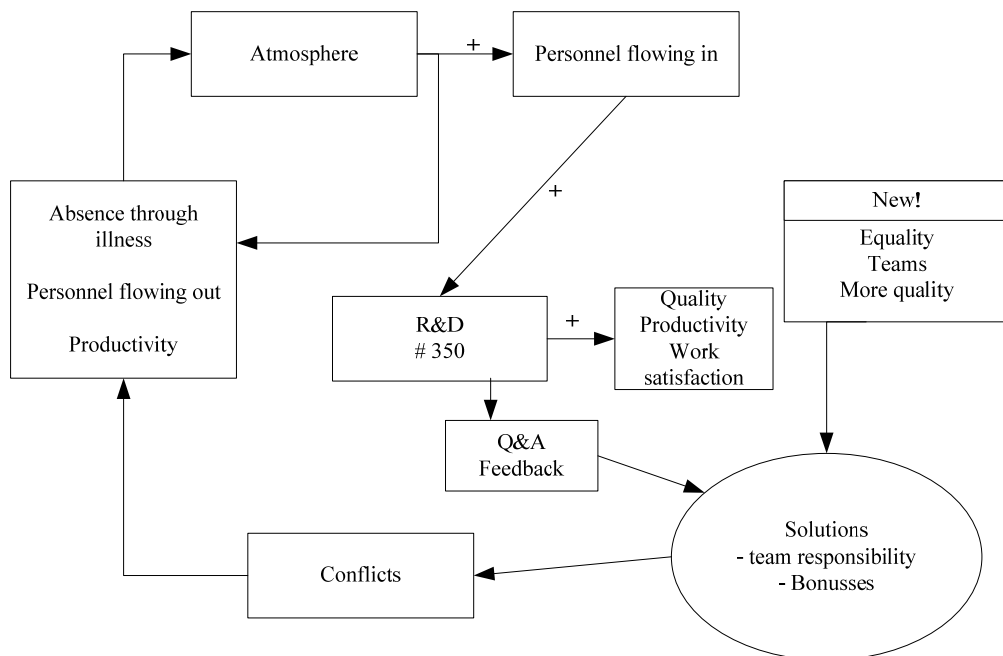 Atmosphere
+
Personnel flowing in
+
Absence through
illness
Personnel flowing out
Productivity
New!
Equality
Teams
More quality
R&D
# 350
+
Quality
Productivity
Work
satisfaction
Q&A
Feedback
Solutions
- team responsibility
- Bonusses
Conflicts